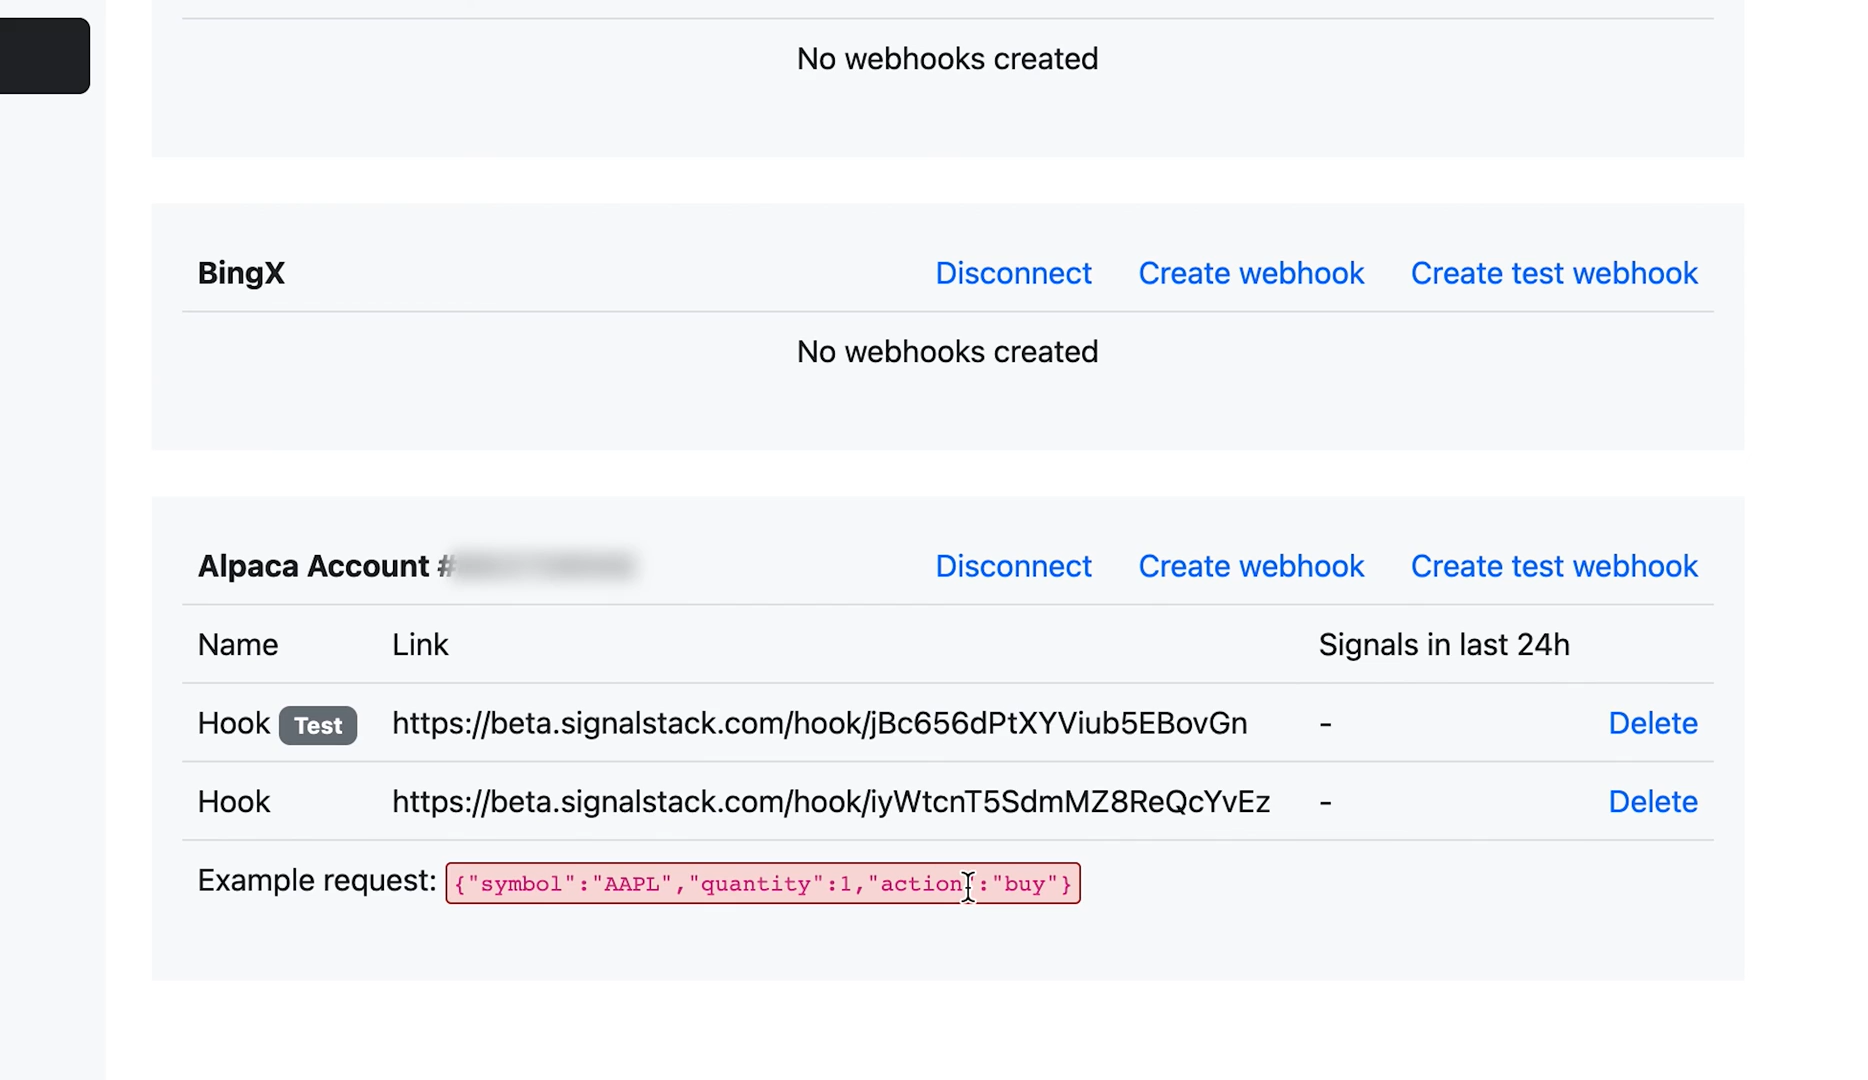 No webhooks created
BingX Disconnect Create webhook Create test webhook
No webhooks created
Alpaca Account # Disconnect Create webhook Create test webhook
Name Link Signals in last 24h
Hook Test https://beta.signalstack.com/hook/jBc656dPtXYViub5EBovGn - Delete
Hook https://beta.signalstack.com/hook/iyWtcnT5SdmMZ8ReQcYvEz - Delete
Example request: {"symbol":"AAPL","quantity":1,"action":"buy"}